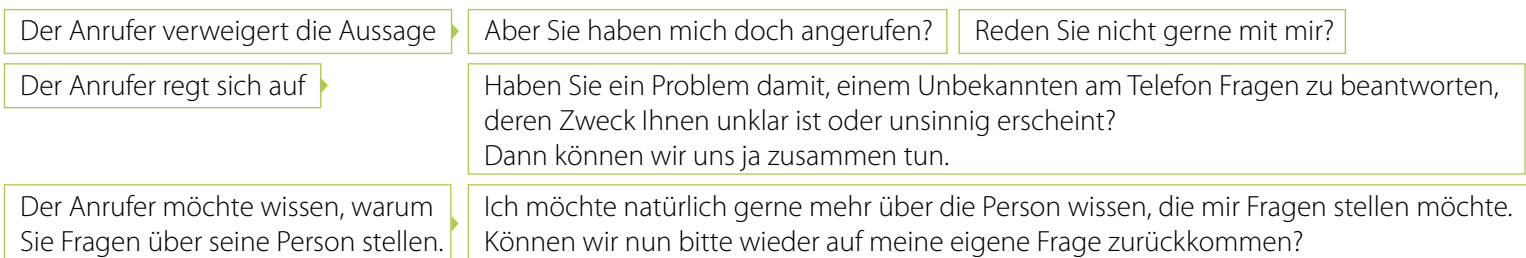 Der Anrufer verweigert die Aussage
Aber Sie haben mich doch angerufen?
Reden Sie nicht gerne mit mir?
Der Anrufer regt sich auf
Haben Sie ein Problem damit, einem Unbekannten am Telefon Fragen zu beantworten,
deren Zweck Ihnen unklar ist oder unsinnig erscheint?
Dann können wir uns ja zusammen tun.
Der Anrufer möchte wissen, warum
Sie Fragen über seine Person stellen.
Ich möchte natürlich gerne mehr über die Person wissen, die mir Fragen stellen möchte.
Können wir nun bitte wieder auf meine eigene Frage zurückkommen?